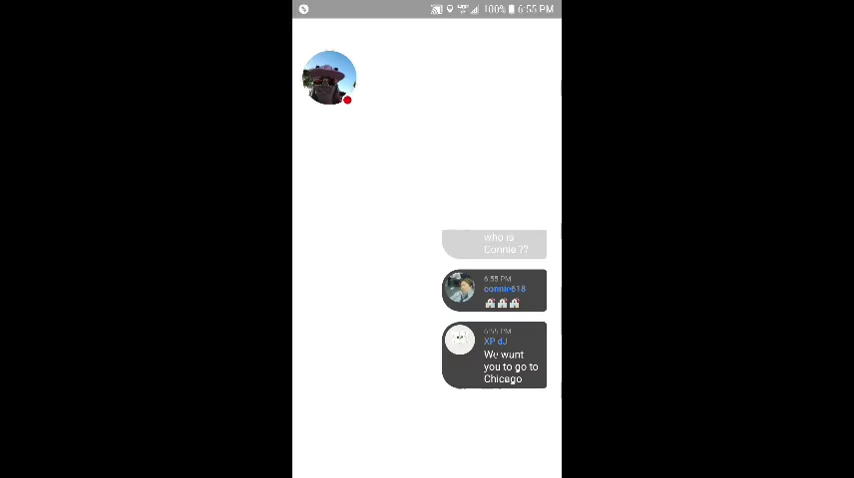 100% 6:55 PM
who is
Connie ??
6:55 PM
connie618
6:55 PM
XP dJ
We want
you to go to
Chicago